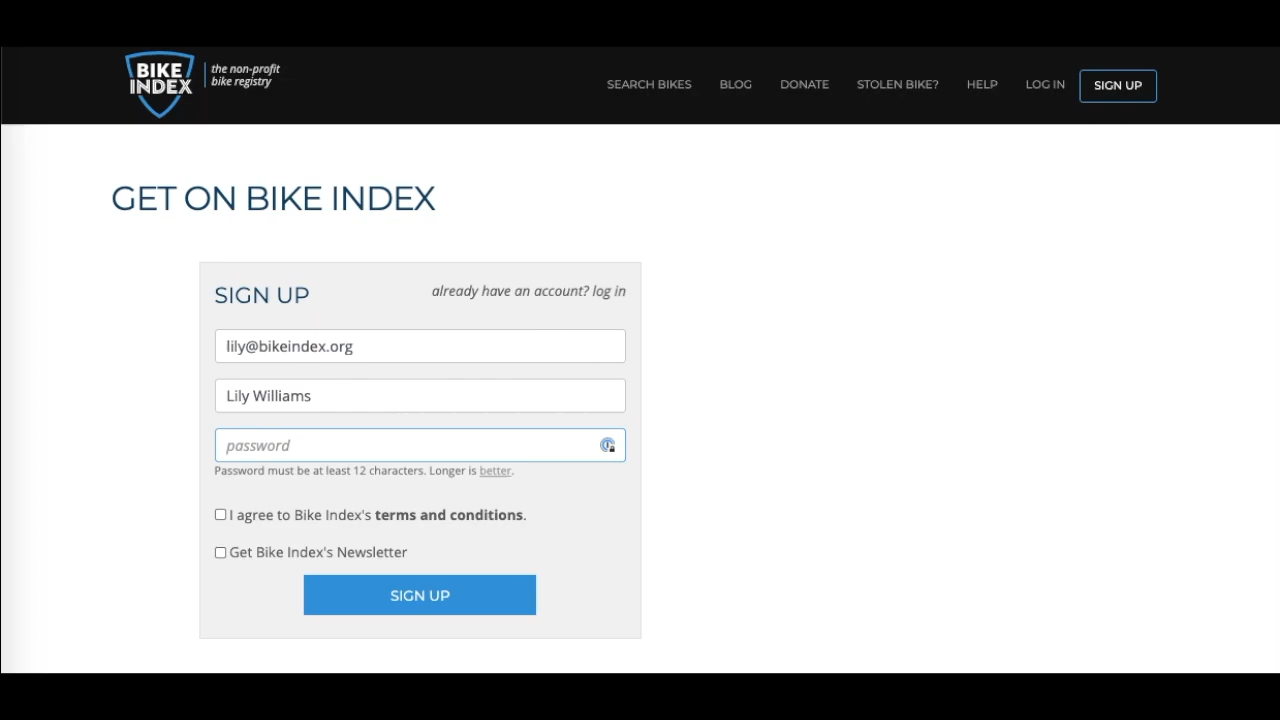 BIKE INDEX
the non-profit
bike registry
SEARCH BIKES
BLOG
DONATE
STOLEN BIKE?
HELP
LOG IN
SIGN UP
GET ON BIKE INDEX
SIGN UP
already have an account? log in
lily@bikeindex.org
Lily Williams
password
Password must be at least 12 characters. Longer is better.
I agree to Bike Index's terms and conditions.
Get Bike Index's Newsletter
SIGN UP